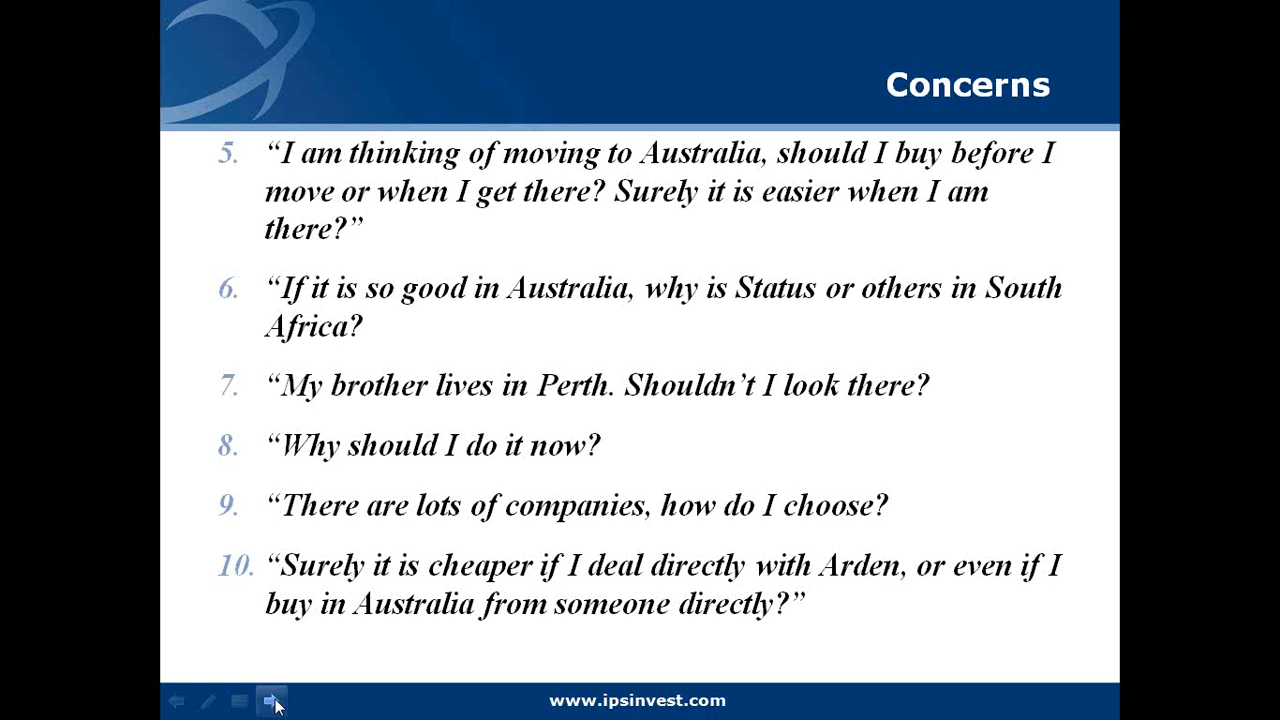 Concerns
5. “I am thinking of moving to Australia, should I buy before I
move or when I get there? Surely it is easier when I am
there?”
6. “If it is so good in Australia, why is Status or others in South
Africa?
7. “My brother lives in Perth. Shouldn’t I look there?
8. “Why should I do it now?
9. “There are lots of companies, how do I choose?
10. “Surely it is cheaper if I deal directly with Arden, or even if I
buy in Australia from someone directly?”
www.ipsinvest.com